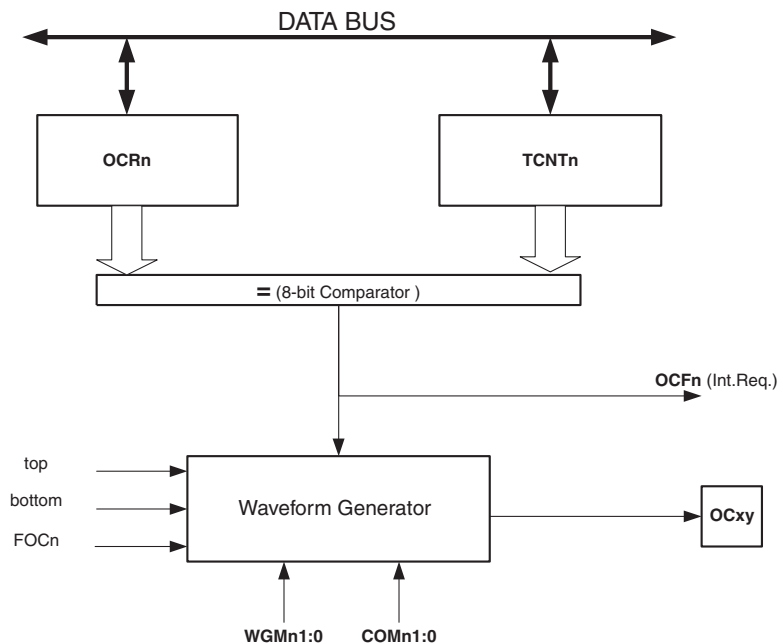 DATA BUS
OCRn
TCNTn
= (8-bit Comparator )
OCFn (Int.Req.)
top
bottom
FOCn
Waveform Generator
OCxy
WGMn1:0
COMn1:0